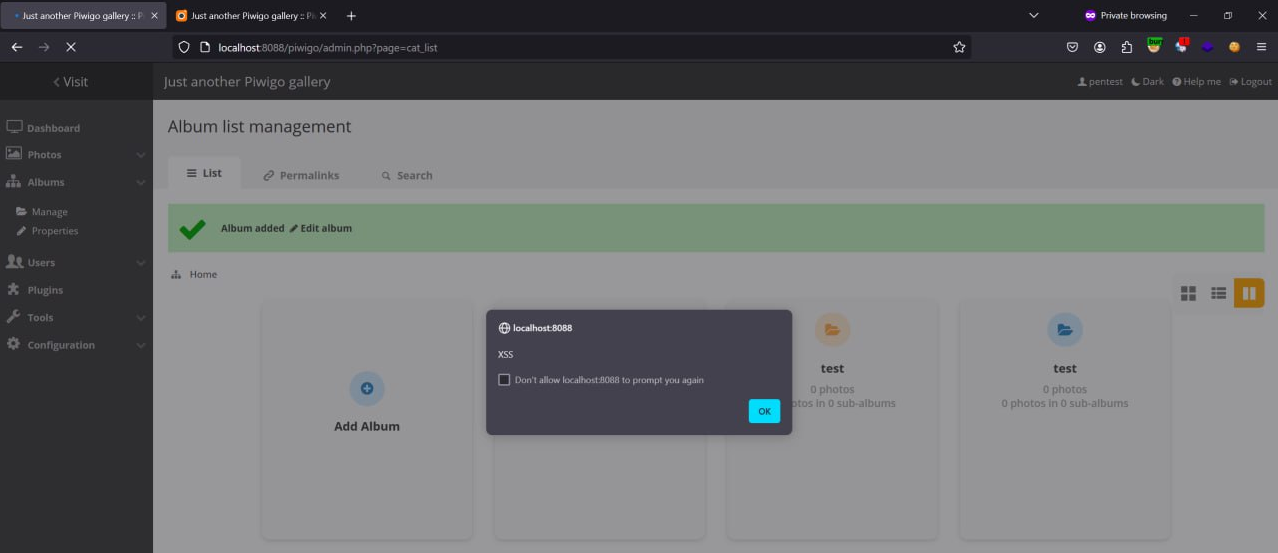 Just another Piwigo gallery :: Pi
Just another Piwigo gallery :: Pi
Private browsing
localhost:8088/piwigo/admin.php?page=cat_list
< Visit
Just another Piwigo gallery
pentest
Dark
Help me
Logout
Dashboard
Photos
Albums
Manage
Properties
Users
Plugins
Tools
Configuration
Album list management
List
Permalinks
Search
Album added Edit album
Home
Add Album
localhost:8088
XSS
Don't allow localhost:8088 to prompt you again
OK
test
0 photos
otos in 0 sub-albums
test
0 photos
0 photos in 0 sub-albums